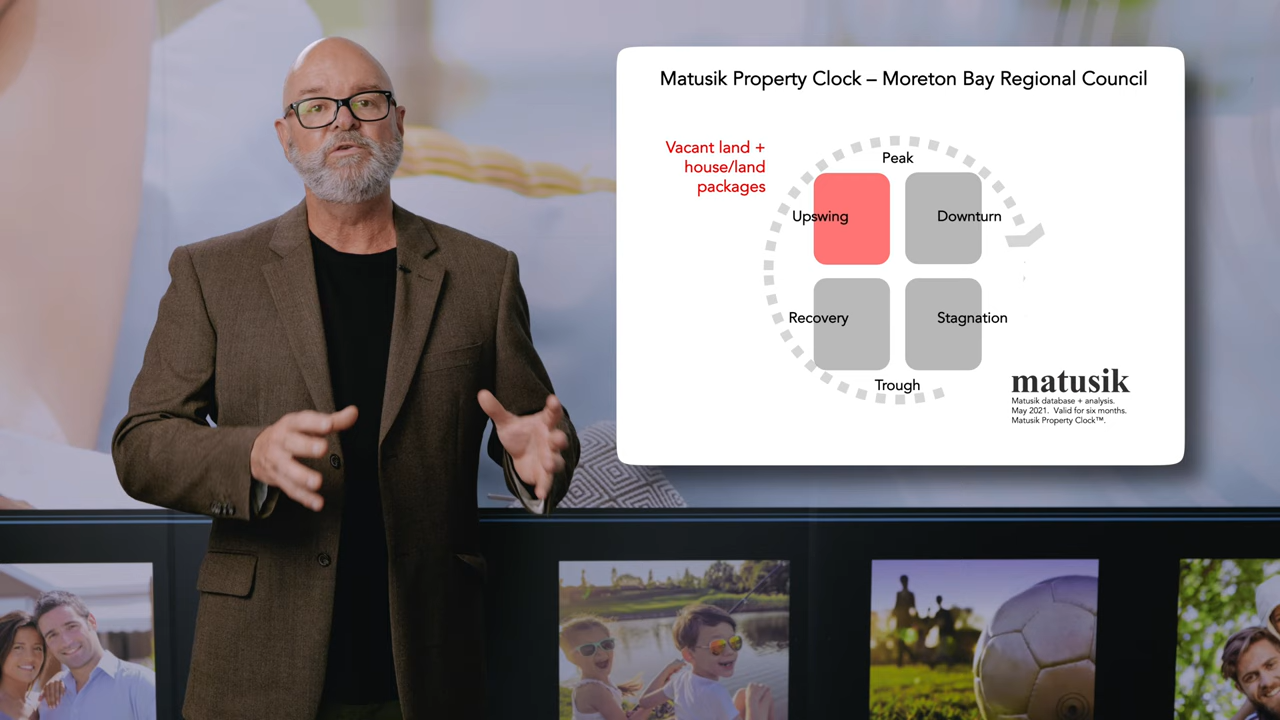 Matusik Property Clock – Moreton Bay Regional Council
Vacant land +
house/land
packages
Peak
Upswing
Downturn
Recovery
Stagnation
Trough
matusik
Matusik database + analysis.
May 2021. Valid for six months.
Matusik Property Clock™.